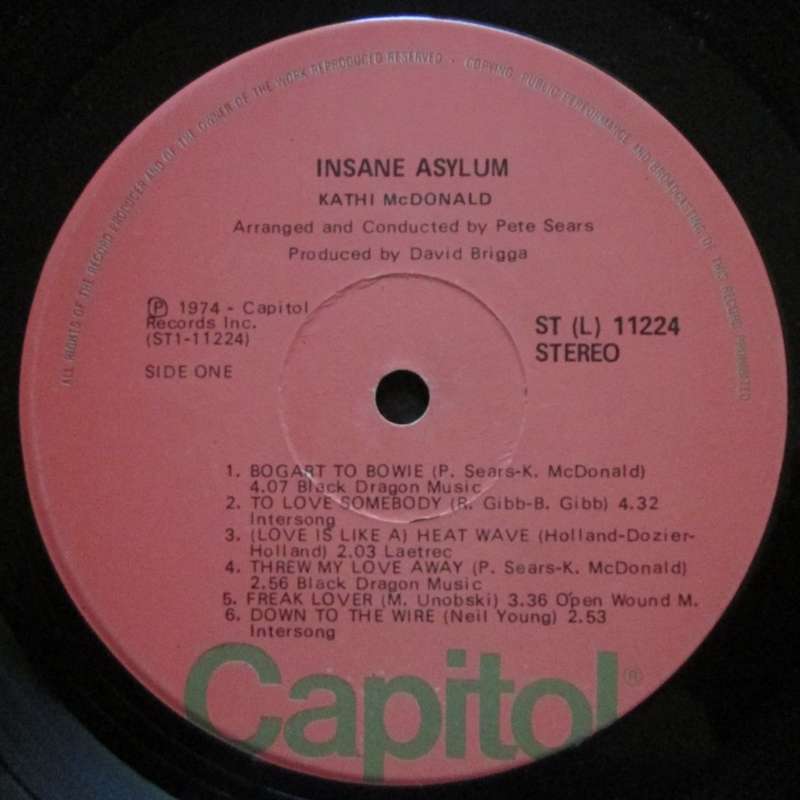 ALL RIGHTS OF THE RECORD PRODUCER AND OF THE OWNER OF THE WORK REPRODUCED RESERVED · COPYING, PUBLIC PERFORMANCE AND BROADCASTING OF THIS RECORD PROHIBITED
INSANE ASYLUM
KATHI McDONALD
Arranged and Conducted by Pete Sears
Produced by David Brigga
Ⓟ 1974 - Capitol
Records Inc.
(ST1-11224)
SIDE ONE
ST (L) 11224
STEREO
1. BOGART TO BOWIE (P. Sears-K. McDonald)
4.07 Black Dragon Music
2. TO LOVE SOMEBODY (R. Gibb-B. Gibb) 4.32
Intersong
3. (LOVE IS LIKE A) HEAT WAVE (Holland-Dozier-
Holland) 2.03 Laetrec
4. THREW MY LOVE AWAY (P. Sears-K. McDonald)
2.56 Black Dragon Music
5. FREAK LOVER (M. Unobski) 3.36 Open Wound M.
6. DOWN TO THE WIRE (Neil Young) 2.53
Intersong
Capitol®